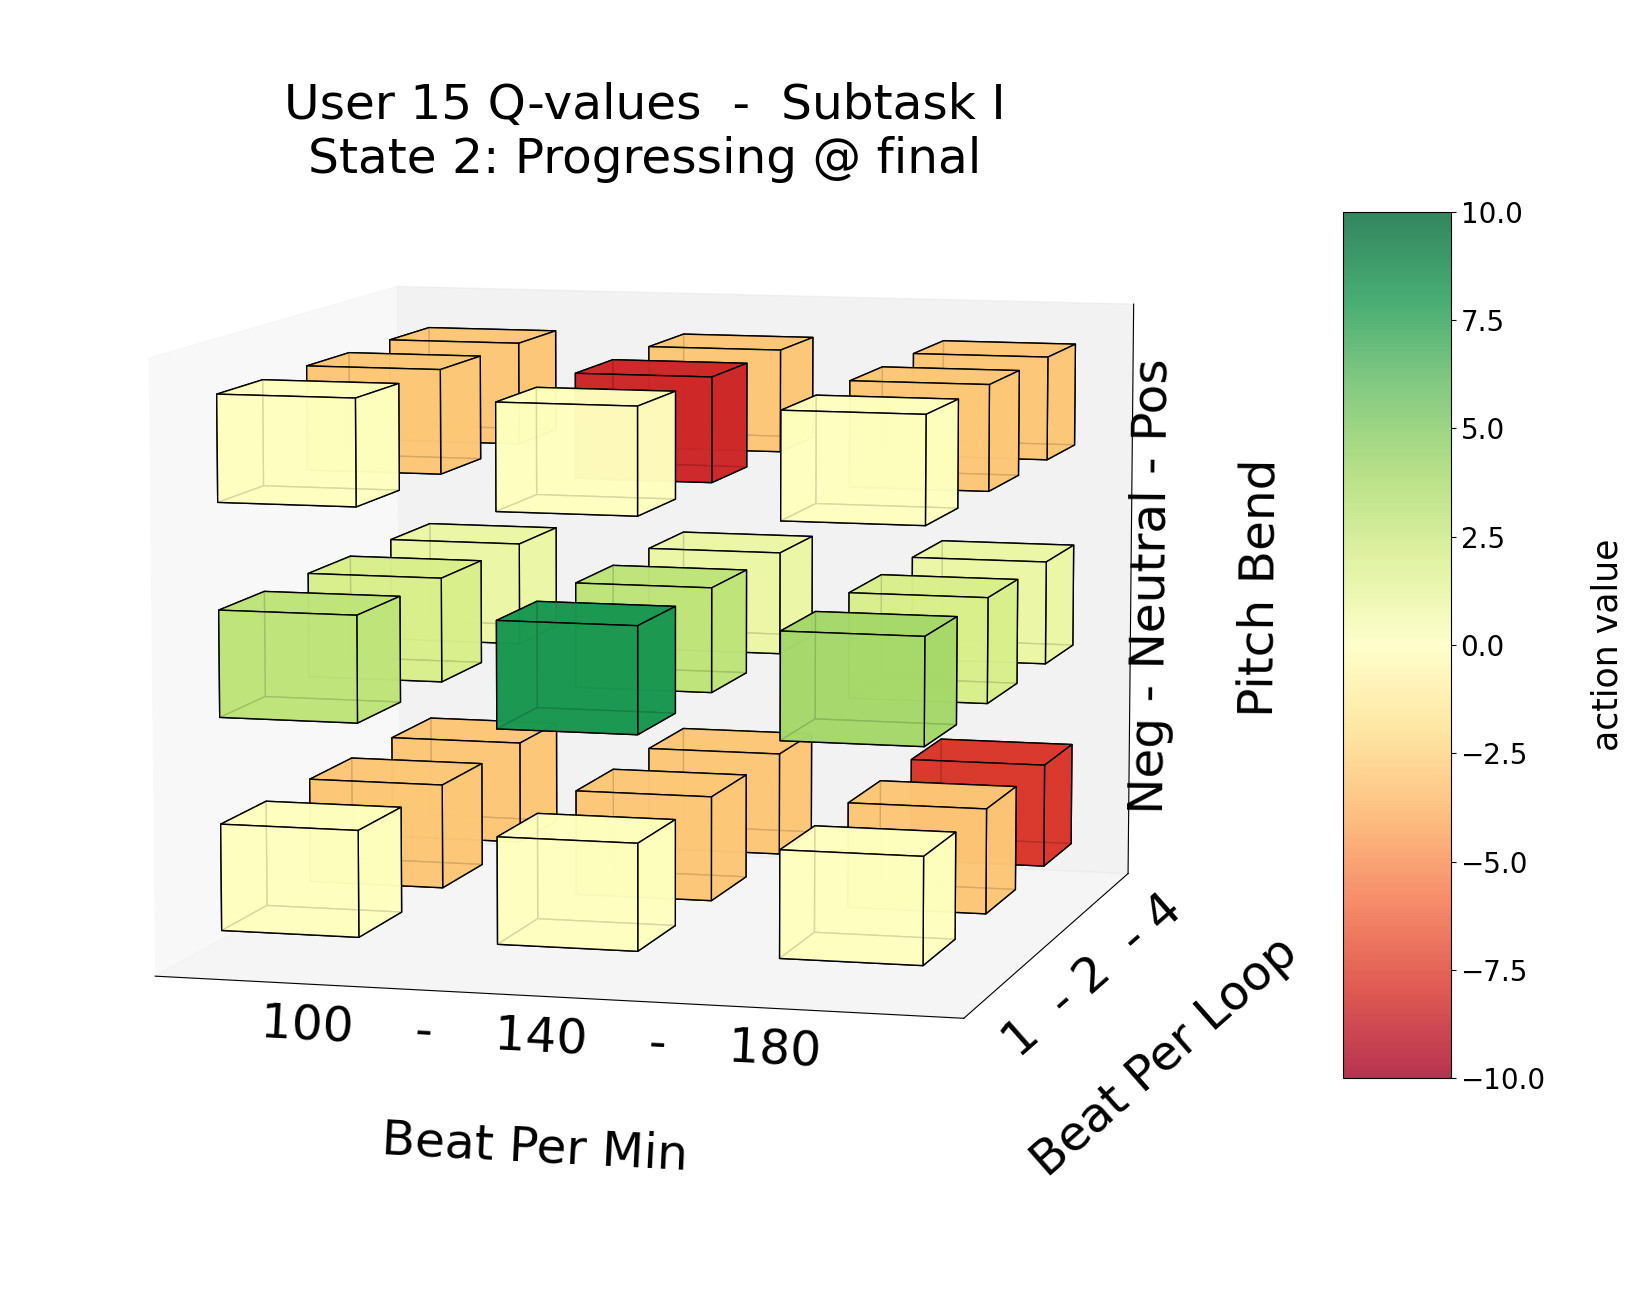 User 15 Q-values - Subtask I
State 2: Progressing @ final
Neg - Neutral - Pos
Pitch Bend
100 - 140 - 180
Beat Per Min
1 - 2 - 4
Beat Per Loop
10.0
7.5
5.0
2.5
0.0
−2.5
−5.0
−7.5
−10.0
action value